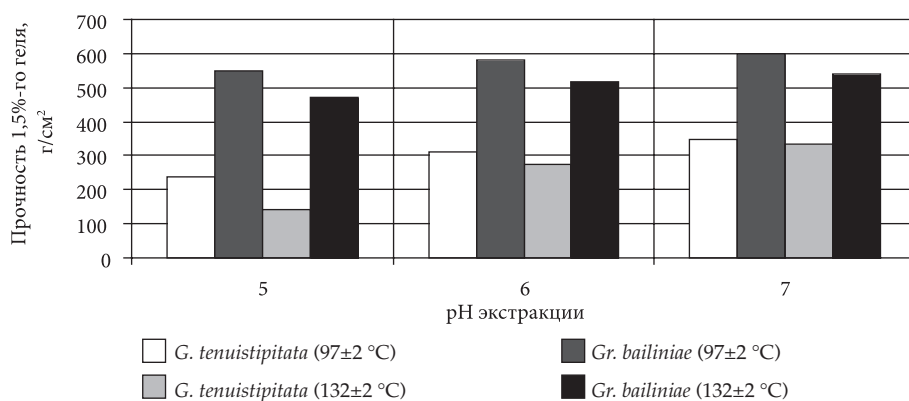 Прочность 1,5%-го геля,
г/см²
700
600
500
400
300
200
100
0
5
6
7
pH экстракции
G. tenuistipitata (97±2 °C)
Gr. bailiniae (97±2 °C)
G. tenuistipitata (132±2 °C)
Gr. bailiniae (132±2 °C)